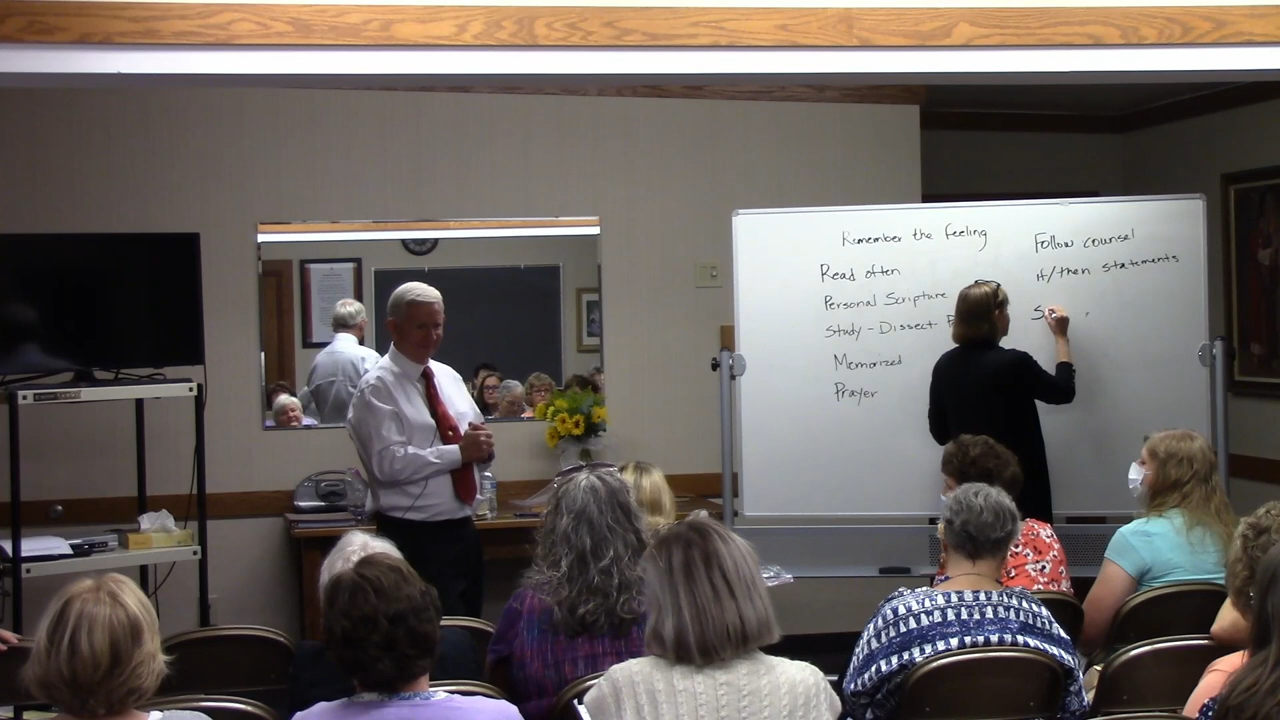 Remember the feeling
Read often
Personal Scripture
Study - Dissect
Memorized
Prayer
Follow counsel
If/then statements
S